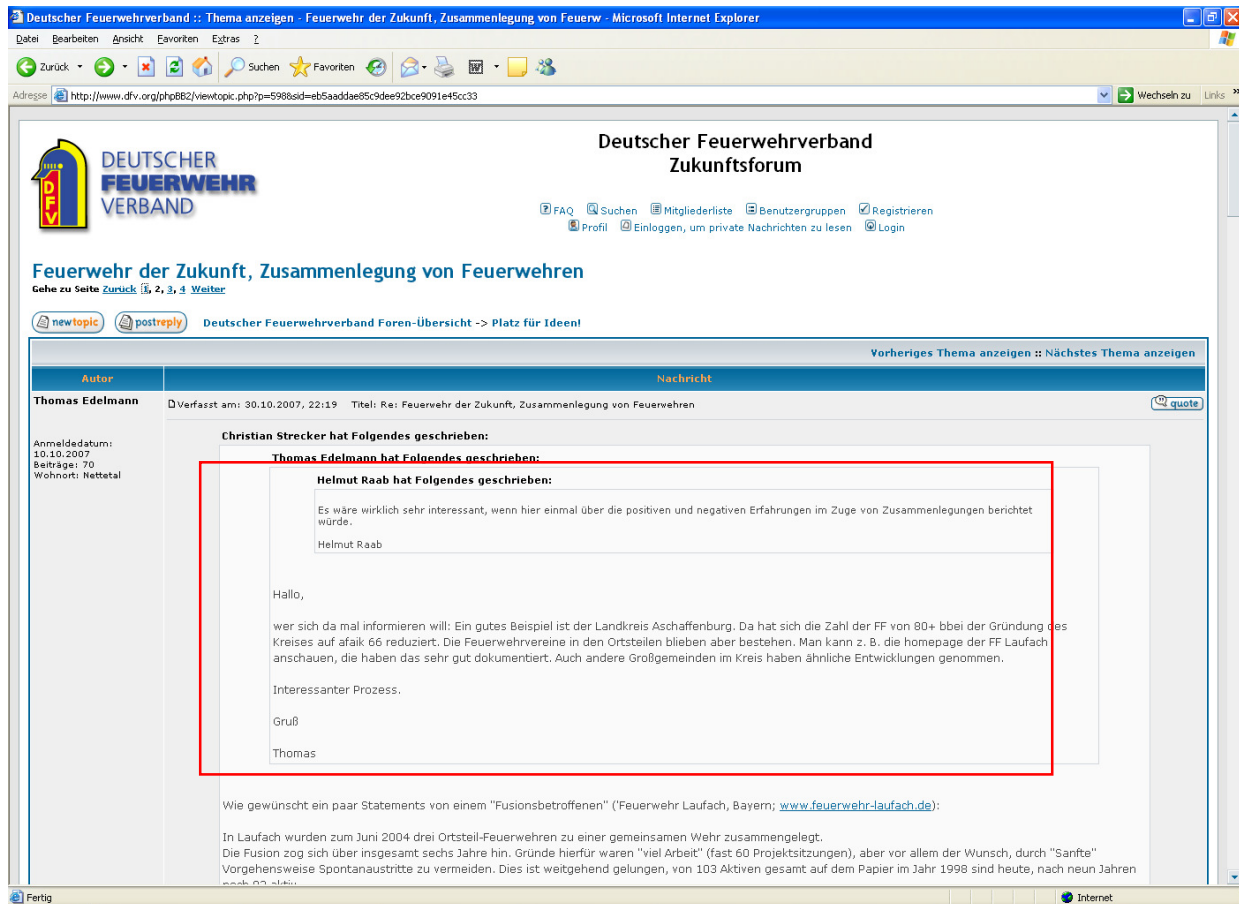 Deutscher Feuerwehrverband :: Thema anzeigen - Feuerwehr der Zukunft, Zusammenlegung von Feuerw - Microsoft Internet Explorer
Datei Bearbeiten Ansicht Favoriten Extras ?
Zurück Suchen Favoriten
Adresse http://www.dfv.org/phpBB2/viewtopic.php?p=598&sid=eb5aaddae85c9dee92bce9091e45cc33 Wechseln zu Links »
DFV
DEUTSCHER
FEUERWEHR
VERBAND
Deutscher Feuerwehrverband
Zukunftsforum
FAQ Suchen Mitgliederliste Benutzergruppen Registrieren
Profil Einloggen, um private Nachrichten zu lesen Login
Feuerwehr der Zukunft, Zusammenlegung von Feuerwehren
Gehe zu Seite Zurück 1, 2, 3, 4 Weiter
newtopic postreply Deutscher Feuerwehrverband Foren-Übersicht -> Platz für Ideen!
Vorheriges Thema anzeigen :: Nächstes Thema anzeigen
Autor Nachricht
Thomas Edelmann
Anmeldedatum:
10.10.2007
Beiträge: 70
Wohnort: Nettetal
Verfasst am: 30.10.2007, 22:19 Titel: Re: Feuerwehr der Zukunft, Zusammenlegung von Feuerwehren quote
Christian Strecker hat Folgendes geschrieben:
Thomas Edelmann hat Folgendes geschrieben:
Helmut Raab hat Folgendes geschrieben:
Es wäre wirklich sehr interessant, wenn hier einmal über die positiven und negativen Erfahrungen im Zuge von Zusammenlegungen berichtet
würde.
Helmut Raab
Hallo,
wer sich da mal informieren will: Ein gutes Beispiel ist der Landkreis Aschaffenburg. Da hat sich die Zahl der FF von 80+ bbei der Gründung des
Kreises auf afaik 66 reduziert. Die Feuerwehrvereine in den Ortsteilen blieben aber bestehen. Man kann z. B. die homepage der FF Laufach
anschauen, die haben das sehr gut dokumentiert. Auch andere Großgemeinden im Kreis haben ähnliche Entwicklungen genommen.
Interessanter Prozess.
Gruß
Thomas
Wie gewünscht ein paar Statements von einem "Fusionsbetroffenen" ('Feuerwehr Laufach, Bayern; www.feuerwehr-laufach.de):
In Laufach wurden zum Juni 2004 drei Ortsteil-Feuerwehren zu einer gemeinsamen Wehr zusammengelegt.
Die Fusion zog sich über insgesamt sechs Jahre hin. Gründe hierfür waren "viel Arbeit" (fast 60 Projektsitzungen), aber vor allem der Wunsch, durch "Sanfte"
Vorgehensweise Spontanaustritte zu vermeiden. Dies ist weitgehend gelungen, von 103 Aktiven gesamt auf dem Papier im Jahr 1998 sind heute, nach neun Jahren
Fertig Internet